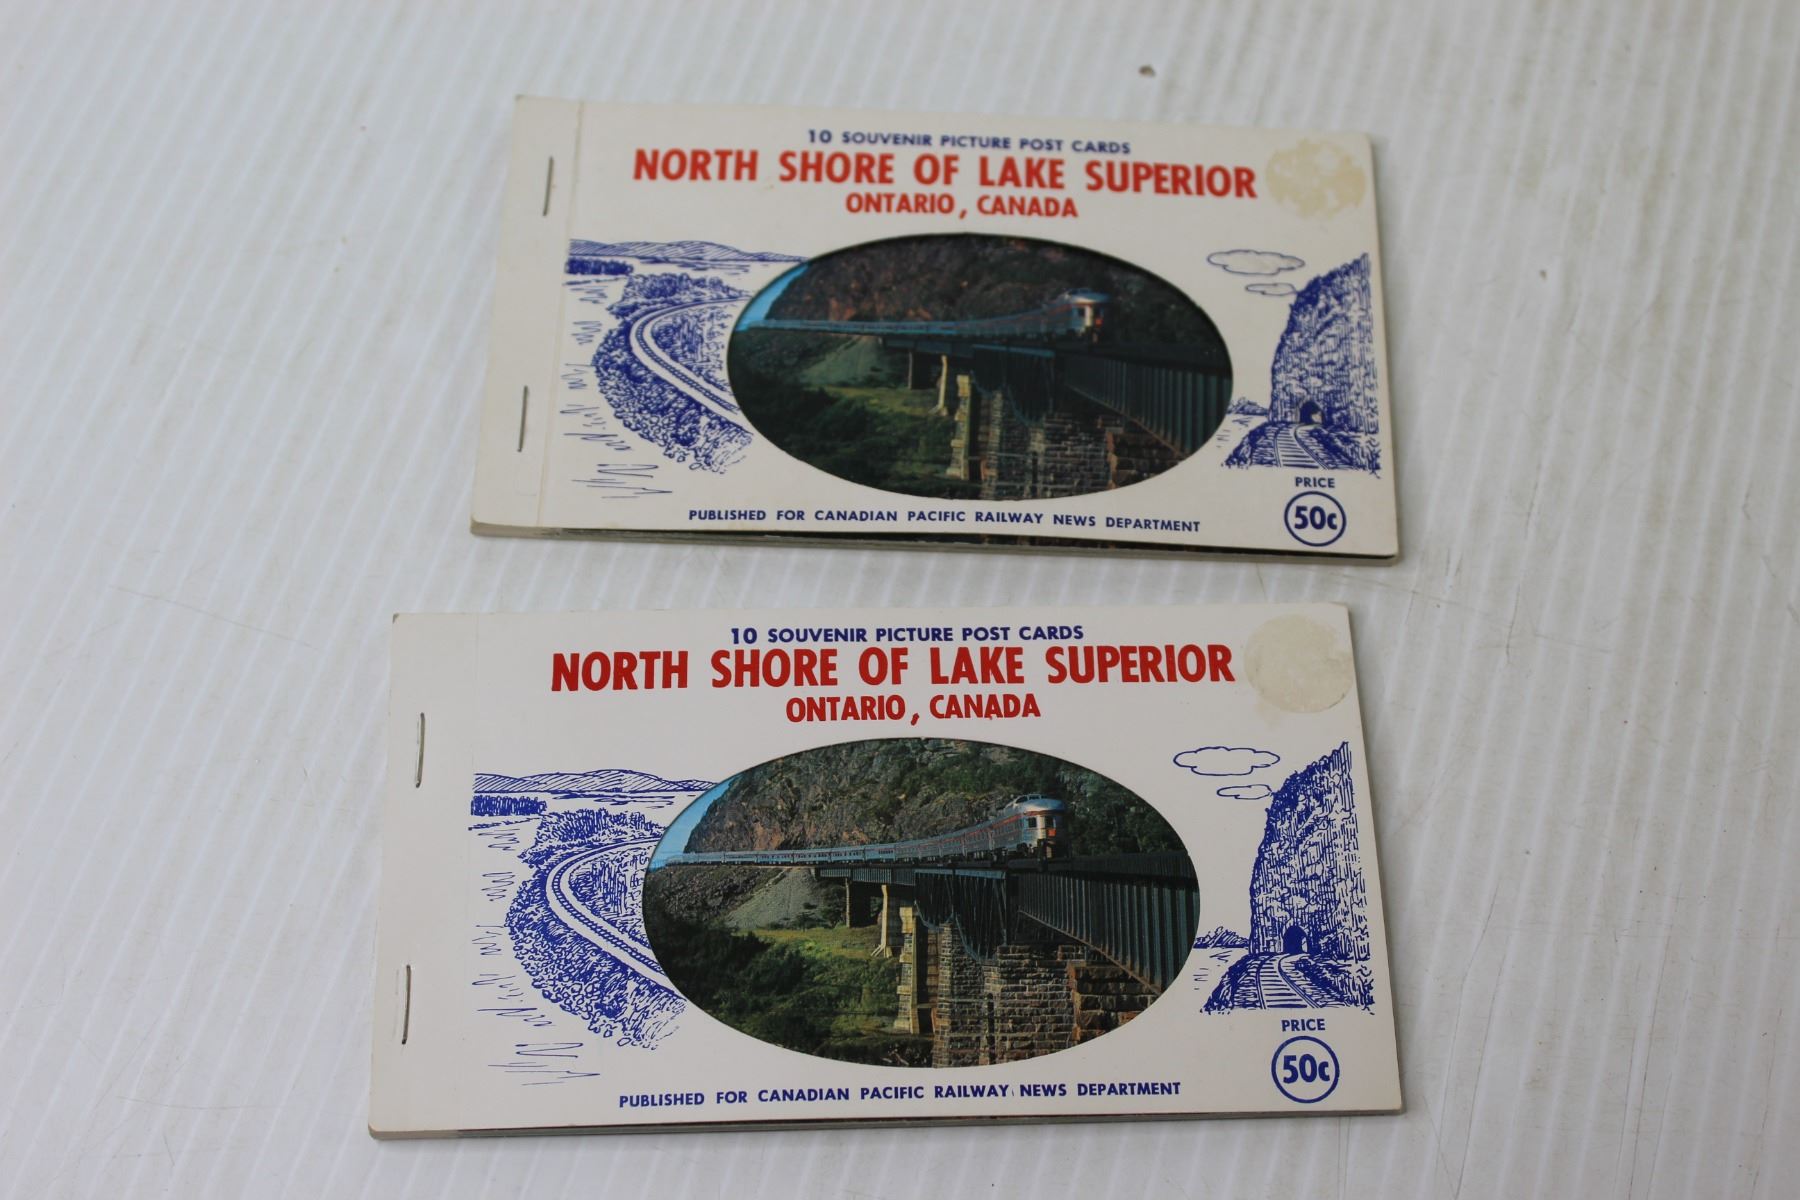 10 SOUVENIR PICTURE POST CARDS
NORTH SHORE OF LAKE SUPERIOR
ONTARIO, CANADA
PRICE
50c
PUBLISHED FOR CANADIAN PACIFIC RAILWAY NEWS DEPARTMENT
10 SOUVENIR PICTURE POST CARDS
NORTH SHORE OF LAKE SUPERIOR
ONTARIO, CANADA
PRICE
50c
PUBLISHED FOR CANADIAN PACIFIC RAILWAY NEWS DEPARTMENT